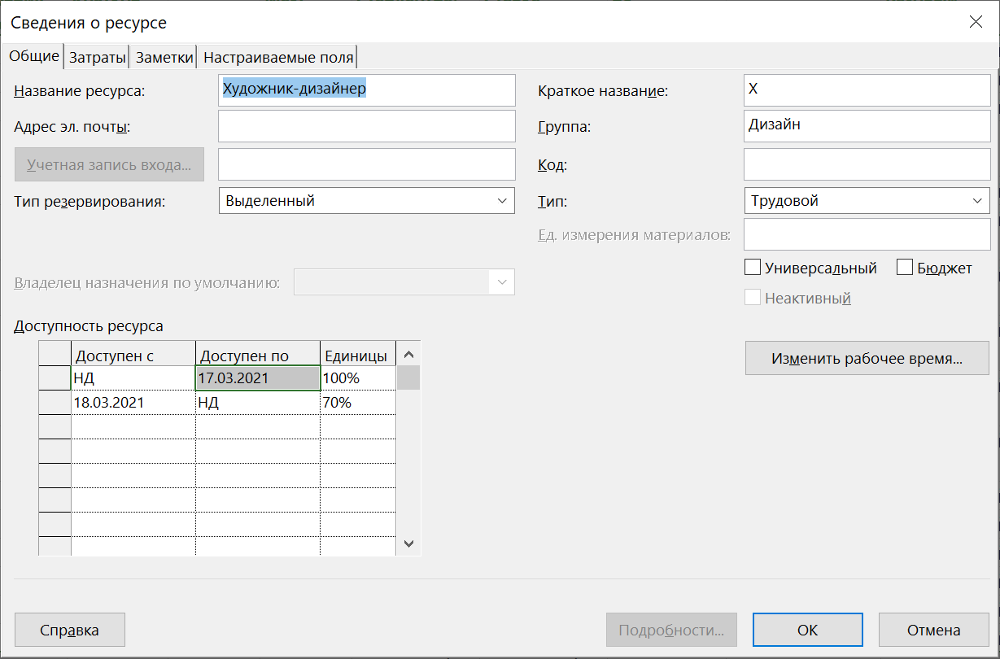 Сведения о ресурсе
Общие Затраты Заметки Настраиваемые поля
Название ресурса: Художник-дизайнер Краткое название: Х
Адрес эл. почты: Группа: Дизайн
Учетная запись входа... Код:
Тип резервирования: Выделенный Тип: Трудовой
Ед. измерения материалов:
Универсальный Бюджет
Владелец назначения по умолчанию:
Неактивный
Доступность ресурса
Изменить рабочее время...
Доступен с Доступен по Единицы
НД 17.03.2021 100%
18.03.2021 НД 70%
Справка Подробности... ОК Отмена